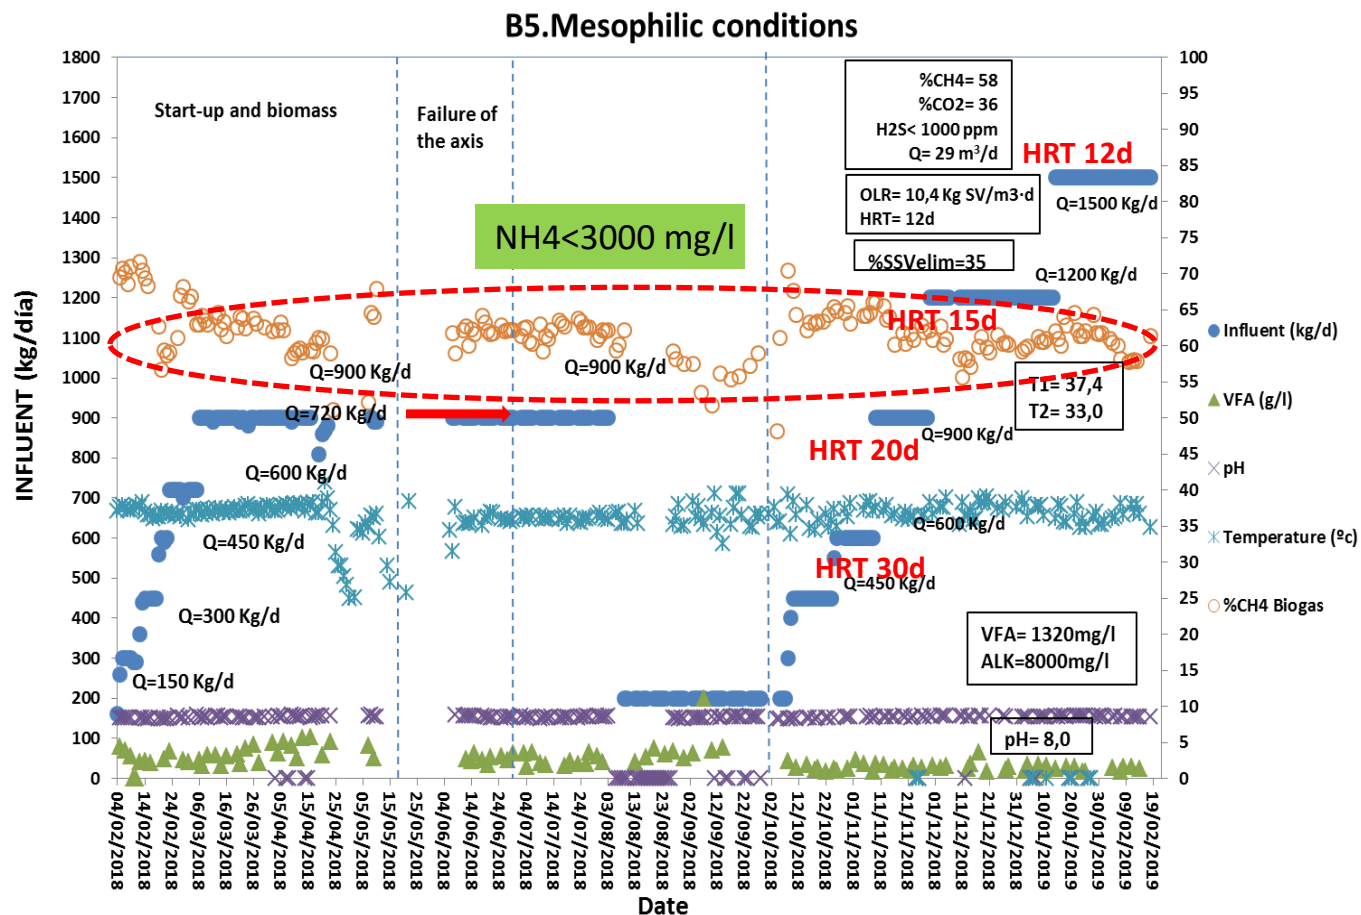 B5.Mesophilic conditions
INFLUENT (kg/día)
1800
1700
1600
1500
1400
1300
1200
1100
1000
900
800
700
600
500
400
300
200
100
0
Start-up and biomass
Failure of
the axis
%CH4= 58
%CO2= 36
H2S< 1000 ppm
Q= 29 m³/d
HRT 12d
OLR= 10,4 Kg SV/m3·d
HRT= 12d
Q=1500 Kg/d
NH4<3000 mg/l
%SSVelim=35
Q=1200 Kg/d
HRT 15d
Q=900 Kg/d
Q=900 Kg/d
T1= 37,4
T2= 33,0
Q=720 Kg/d
Q=900 Kg/d
HRT 20d
Q=600 Kg/d
Q=450 Kg/d
Q=600 Kg/d
HRT 30d
Q=450 Kg/d
Q=300 Kg/d
VFA= 1320mg/l
ALK=8000mg/l
Q=150 Kg/d
pH= 8,0
100
95
90
85
80
75
70
65
60
55
50
45
40
35
30
25
20
15
10
5
0
Influent (kg/d)
VFA (g/l)
pH
Temperature (ºc)
%CH4 Biogas
04/02/2018
14/02/2018
24/02/2018
06/03/2018
16/03/2018
26/03/2018
05/04/2018
15/04/2018
25/04/2018
05/05/2018
15/05/2018
25/05/2018
04/06/2018
14/06/2018
24/06/2018
04/07/2018
14/07/2018
24/07/2018
03/08/2018
13/08/2018
23/08/2018
02/09/2018
12/09/2018
22/09/2018
02/10/2018
12/10/2018
22/10/2018
01/11/2018
11/11/2018
21/11/2018
01/12/2018
11/12/2018
21/12/2018
31/12/2018
10/01/2019
20/01/2019
30/01/2019
09/02/2019
19/02/2019
Date